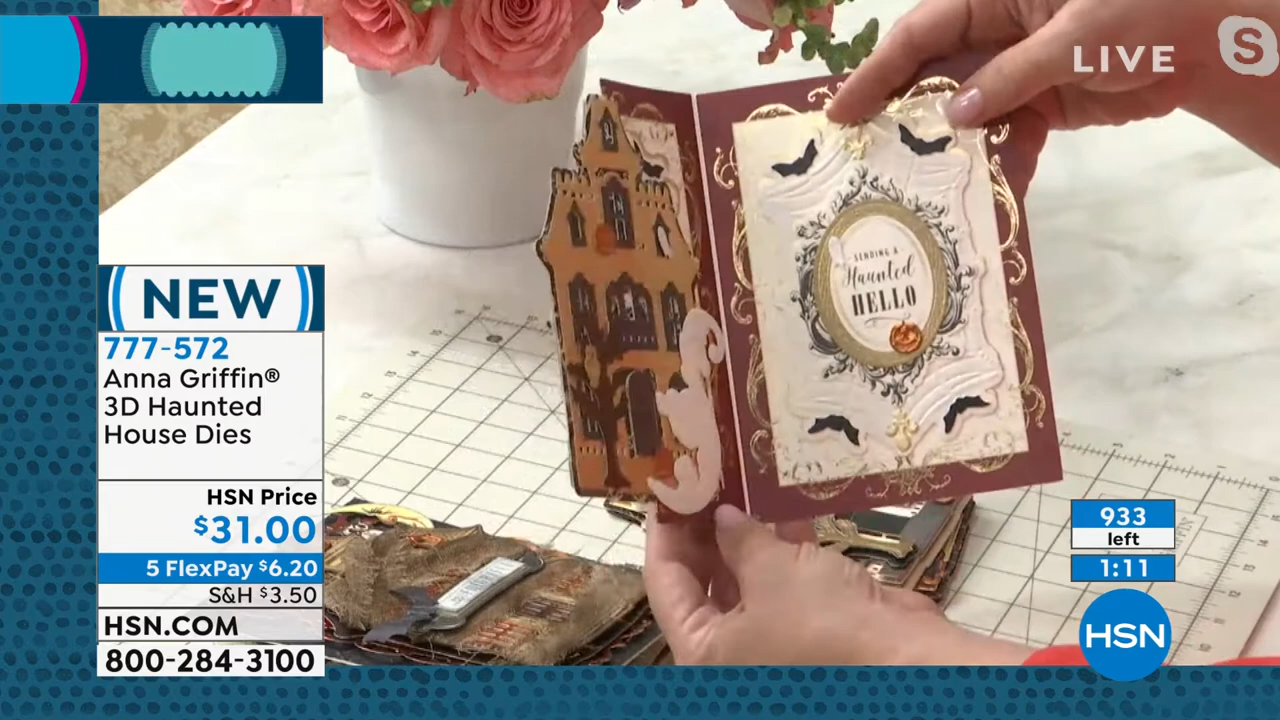 LIVE
S
NEW
777-572
Anna Griffin®
3D Haunted
House Dies
HSN Price
$31.00
5 FlexPay $6.20
S&H $3.50
HSN.COM
800-284-3100
SENDING A
Haunted
HELLO
933
left
1:11
HSN